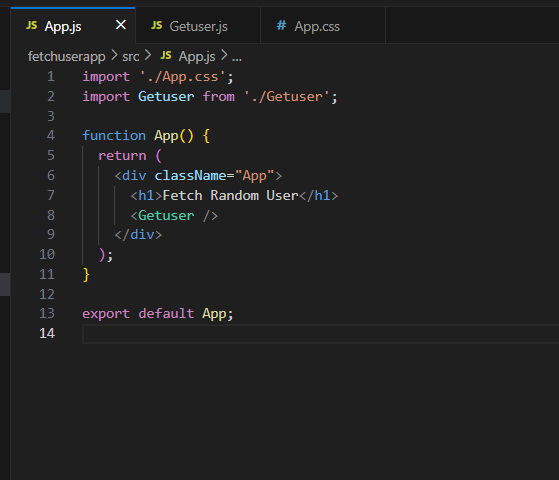 JS App.js × JS Getuser.js # App.css
fetchuserapp > src > JS App.js > ...
1 import './App.css';
2 import Getuser from './Getuser';
3
4 function App() {
5   return (
6     <div className="App">
7       <h1>Fetch Random User</h1>
8       <Getuser />
9     </div>
10   );
11 }
12
13 export default App;
14